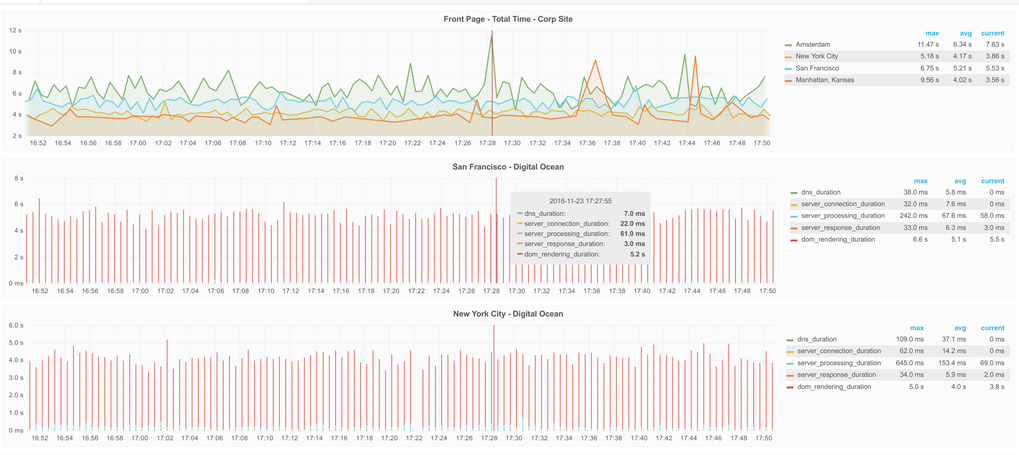 Front Page - Total Time - Corp Site
12 s
10 s
8 s
6 s
4 s
2 s
16:52 16:54 16:56 16:58 17:00 17:02 17:04 17:06 17:08 17:10 17:12 17:14 17:16 17:18 17:20 17:22 17:24 17:26 17:28 17:30 17:32 17:34 17:36 17:38 17:40 17:42 17:44 17:46 17:48 17:50
max avg current
Amsterdam 11.47 s 6.34 s 7.63 s
New York City 5.18 s 4.17 s 3.86 s
San Francisco 6.75 s 5.21 s 5.53 s
Manhattan, Kansas 9.56 s 4.02 s 3.56 s
San Francisco - Digital Ocean
8 s
6 s
4 s
2 s
0 ms
16:52 16:54 16:56 16:58 17:00 17:02 17:04 17:06 17:08 17:10 17:12 17:14 17:16 17:18 17:20 17:22 17:24 17:26 17:28 17:30 17:32 17:34 17:36 17:38 17:40 17:42 17:44 17:46 17:48 17:50
2016-11-23 17:27:55
dns_duration: 7.0 ms
server_connection_duration: 22.0 ms
server_processing_duration: 61.0 ms
server_response_duration: 3.0 ms
dom_rendering_duration: 5.2 s
max avg current
dns_duration 38.0 ms 5.8 ms 0 ms
server_connection_duration 32.0 ms 7.6 ms 0 ms
server_processing_duration 242.0 ms 67.6 ms 58.0 ms
server_response_duration 33.0 ms 6.3 ms 3.0 ms
dom_rendering_duration 6.6 s 5.1 s 5.5 s
New York City - Digital Ocean
6.0 s
5.0 s
4.0 s
3.0 s
2.0 s
1.0 s
0 ms
16:52 16:54 16:56 16:58 17:00 17:02 17:04 17:06 17:08 17:10 17:12 17:14 17:16 17:18 17:20 17:22 17:24 17:26 17:28 17:30 17:32 17:34 17:36 17:38 17:40 17:42 17:44 17:46 17:48 17:50
max avg current
dns_duration 109.0 ms 37.1 ms 0 ms
server_connection_duration 62.0 ms 14.2 ms 0 ms
server_processing_duration 645.0 ms 153.4 ms 69.0 ms
server_response_duration 34.0 ms 5.9 ms 2.0 ms
dom_rendering_duration 5.0 s 4.0 s 3.8 s